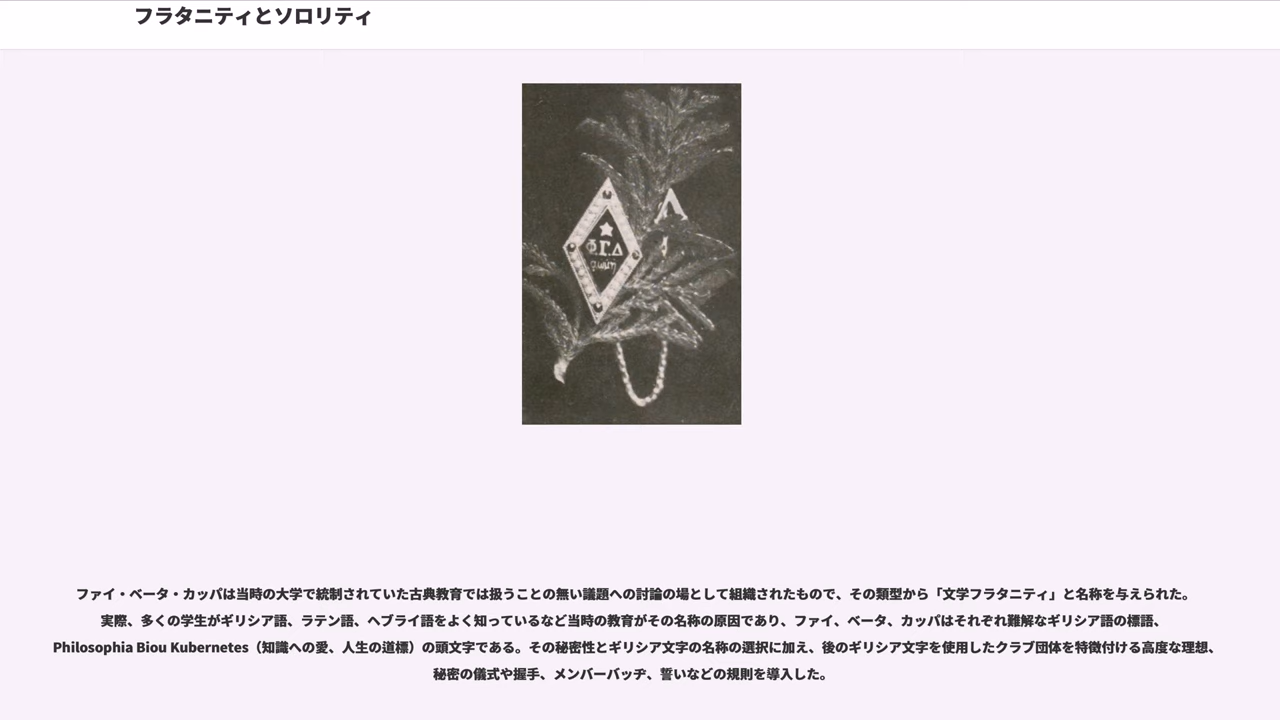 フラタニティとソロリティ
ΦΓΔ
ファイ・ベータ・カッパは当時の大学で統制されていた古典教育では扱うことの無い議題への討論の場として組織されたもので、その類型から「文学フラタニティ」と名称を与えられた。
実際、多くの学生がギリシア語、ラテン語、ヘブライ語をよく知っているなど当時の教育がその名称の原因であり、ファイ、ベータ、カッパはそれぞれ難解なギリシア語の標語、
Philosophia Biou Kubernetes（知識への愛、人生の道標）の頭文字である。その秘密性とギリシア文字の名称の選択に加え、後のギリシア文字を使用したクラブ団体を特徴付ける高度な理想、
秘密の儀式や握手、メンバーバッヂ、誓いなどの規則を導入した。